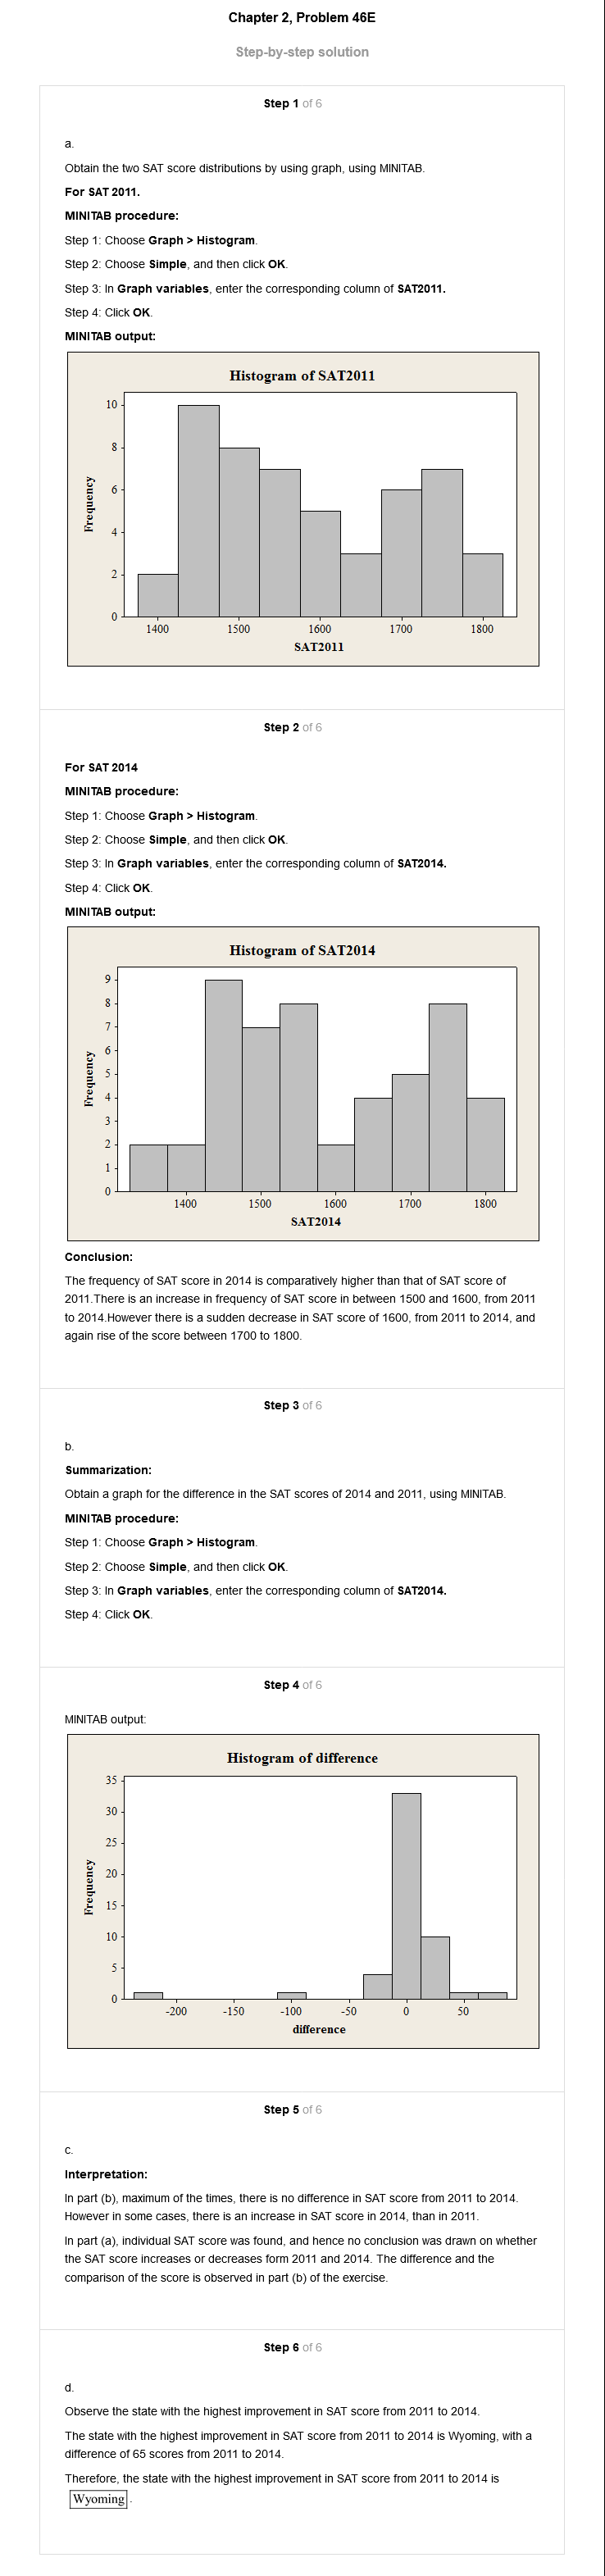 Chapter 2, Problem 46E
Step-by-step solution
Step 1 of 6
a.
Obtain the two SAT score distributions by using graph, using MINITAB.
For SAT 2011.
MINITAB procedure:
Step 1: Choose Graph > Histogram.
Step 2: Choose Simple, and then click OK.
Step 3: In Graph variables, enter the corresponding column of SAT2011.
Step 4: Click OK.
MINITAB output:
Histogram of SAT2011
10
8
6
4
2
0
Frequency
1400 1500 1600 1700 1800
SAT2011
Step 2 of 6
For SAT 2014
MINITAB procedure:
Step 1: Choose Graph > Histogram.
Step 2: Choose Simple, and then click OK.
Step 3: In Graph variables, enter the corresponding column of SAT2014.
Step 4: Click OK.
MINITAB output:
Histogram of SAT2014
9
8
7
6
5
4
3
2
1
0
Frequency
1400 1500 1600 1700 1800
SAT2014
Conclusion:
The frequency of SAT score in 2014 is comparatively higher than that of SAT score of
2011.There is an increase in frequency of SAT score in between 1500 and 1600, from 2011
to 2014.However there is a sudden decrease in SAT score of 1600, from 2011 to 2014, and
again rise of the score between 1700 to 1800.
Step 3 of 6
b.
Summarization:
Obtain a graph for the difference in the SAT scores of 2014 and 2011, using MINITAB.
MINITAB procedure:
Step 1: Choose Graph > Histogram.
Step 2: Choose Simple, and then click OK.
Step 3: In Graph variables, enter the corresponding column of SAT2014.
Step 4: Click OK.
Step 4 of 6
MINITAB output:
Histogram of difference
35
30
25
20
15
10
5
0
Frequency
-200 -150 -100 -50 0 50
difference
Step 5 of 6
c.
Interpretation:
In part (b), maximum of the times, there is no difference in SAT score from 2011 to 2014.
However in some cases, there is an increase in SAT score in 2014, than in 2011.
In part (a), individual SAT score was found, and hence no conclusion was drawn on whether
the SAT score increases or decreases form 2011 and 2014. The difference and the
comparison of the score is observed in part (b) of the exercise.
Step 6 of 6
d.
Observe the state with the highest improvement in SAT score from 2011 to 2014.
The state with the highest improvement in SAT score from 2011 to 2014 is Wyoming, with a
difference of 65 scores from 2011 to 2014.
Therefore, the state with the highest improvement in SAT score from 2011 to 2014 is
Wyoming.